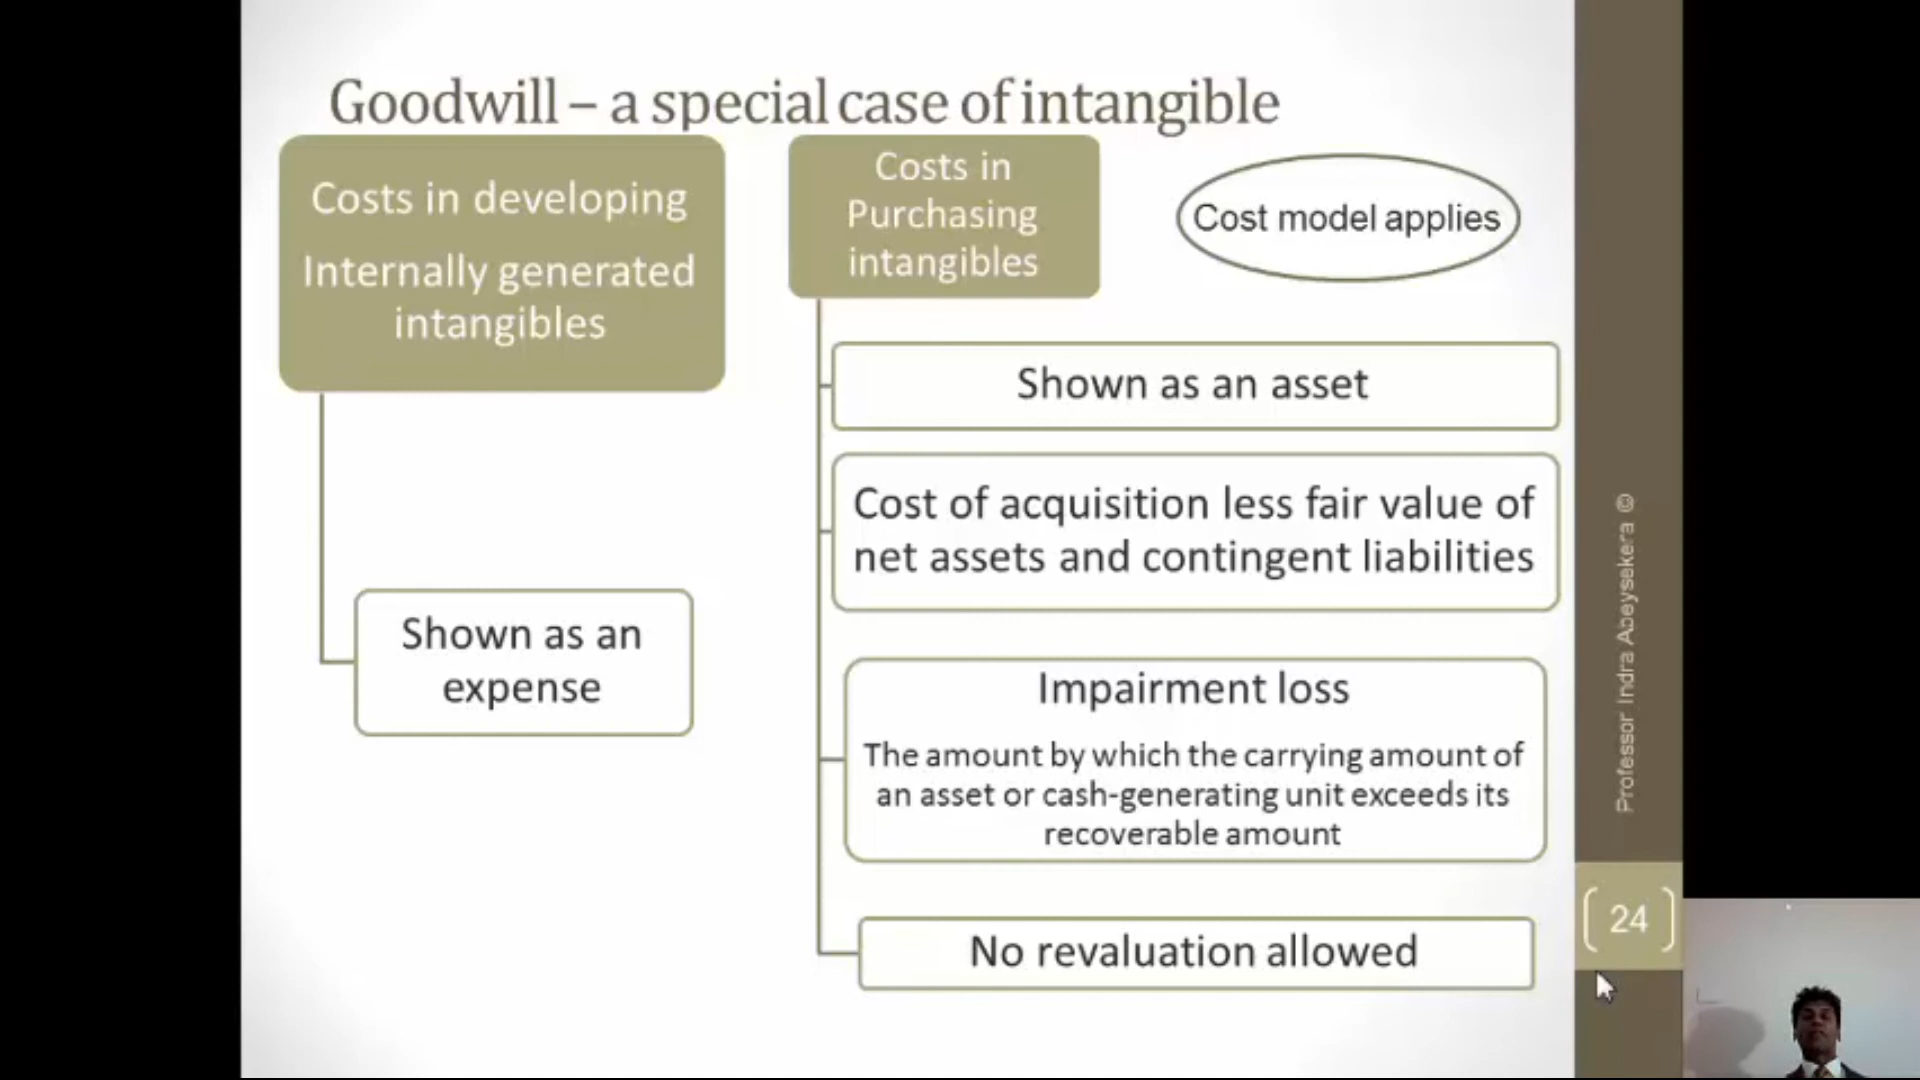 Goodwill – a special case of intangible
Costs in developing
Internally generated
intangibles
Shown as an
expense
Costs in
Purchasing
intangibles
Cost model applies
Shown as an asset
Cost of acquisition less fair value of
net assets and contingent liabilities
Impairment loss
The amount by which the carrying amount of
an asset or cash-generating unit exceeds its
recoverable amount
No revaluation allowed
Professor Indra Abeysekera ©
24